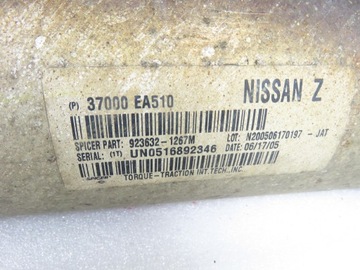 (P) 37000 EA510 NISSAN Z
SPICER PART: 923632-1267M LOT: N200506170197 - JAT
SERIAL: (1T) UN0516892346 DATE: 06/17/05
SPICER
TORQUE-TRACTION INT.TECH.,INC.